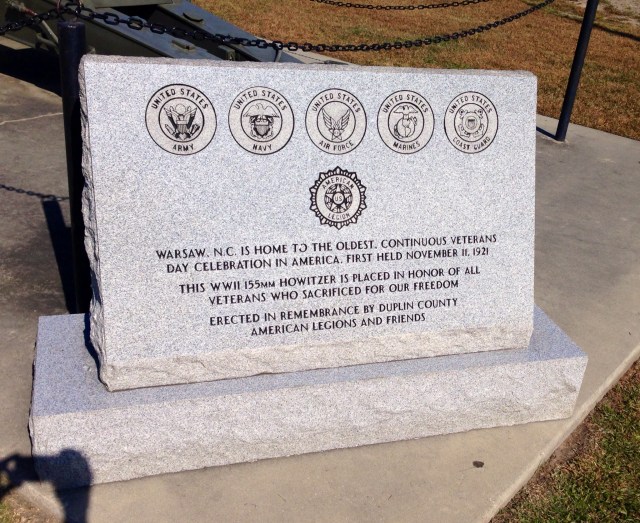 UNITED STATES ARMY
UNITED STATES NAVY
UNITED STATES AIR FORCE
UNITED STATES MARINES
UNITED STATES COAST GUARD
AMERICAN
US
LEGION
WARSAW, N.C. IS HOME TO THE OLDEST, CONTINUOUS VETERANS
DAY CELEBRATION IN AMERICA, FIRST HELD NOVEMBER 11, 1921
THIS WWII 155MM HOWITZER IS PLACED IN HONOR OF ALL
VETERANS WHO SACRIFICED FOR OUR FREEDOM
ERECTED IN REMEMBRANCE BY DUPLIN COUNTY
AMERICAN LEGIONS AND FRIENDS